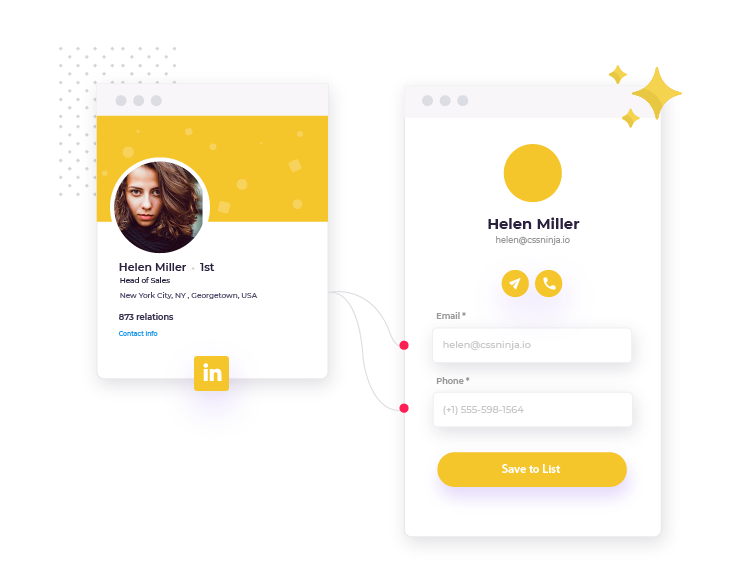 Helen Miller · 1st
Head of Sales
New York City, NY , Georgetown, USA
873 relations
Contact info
in
Helen Miller
helen@cssninja.io
Email *
helen@cssninja.io
Phone *
(+1) 555-598-1564
Save to List